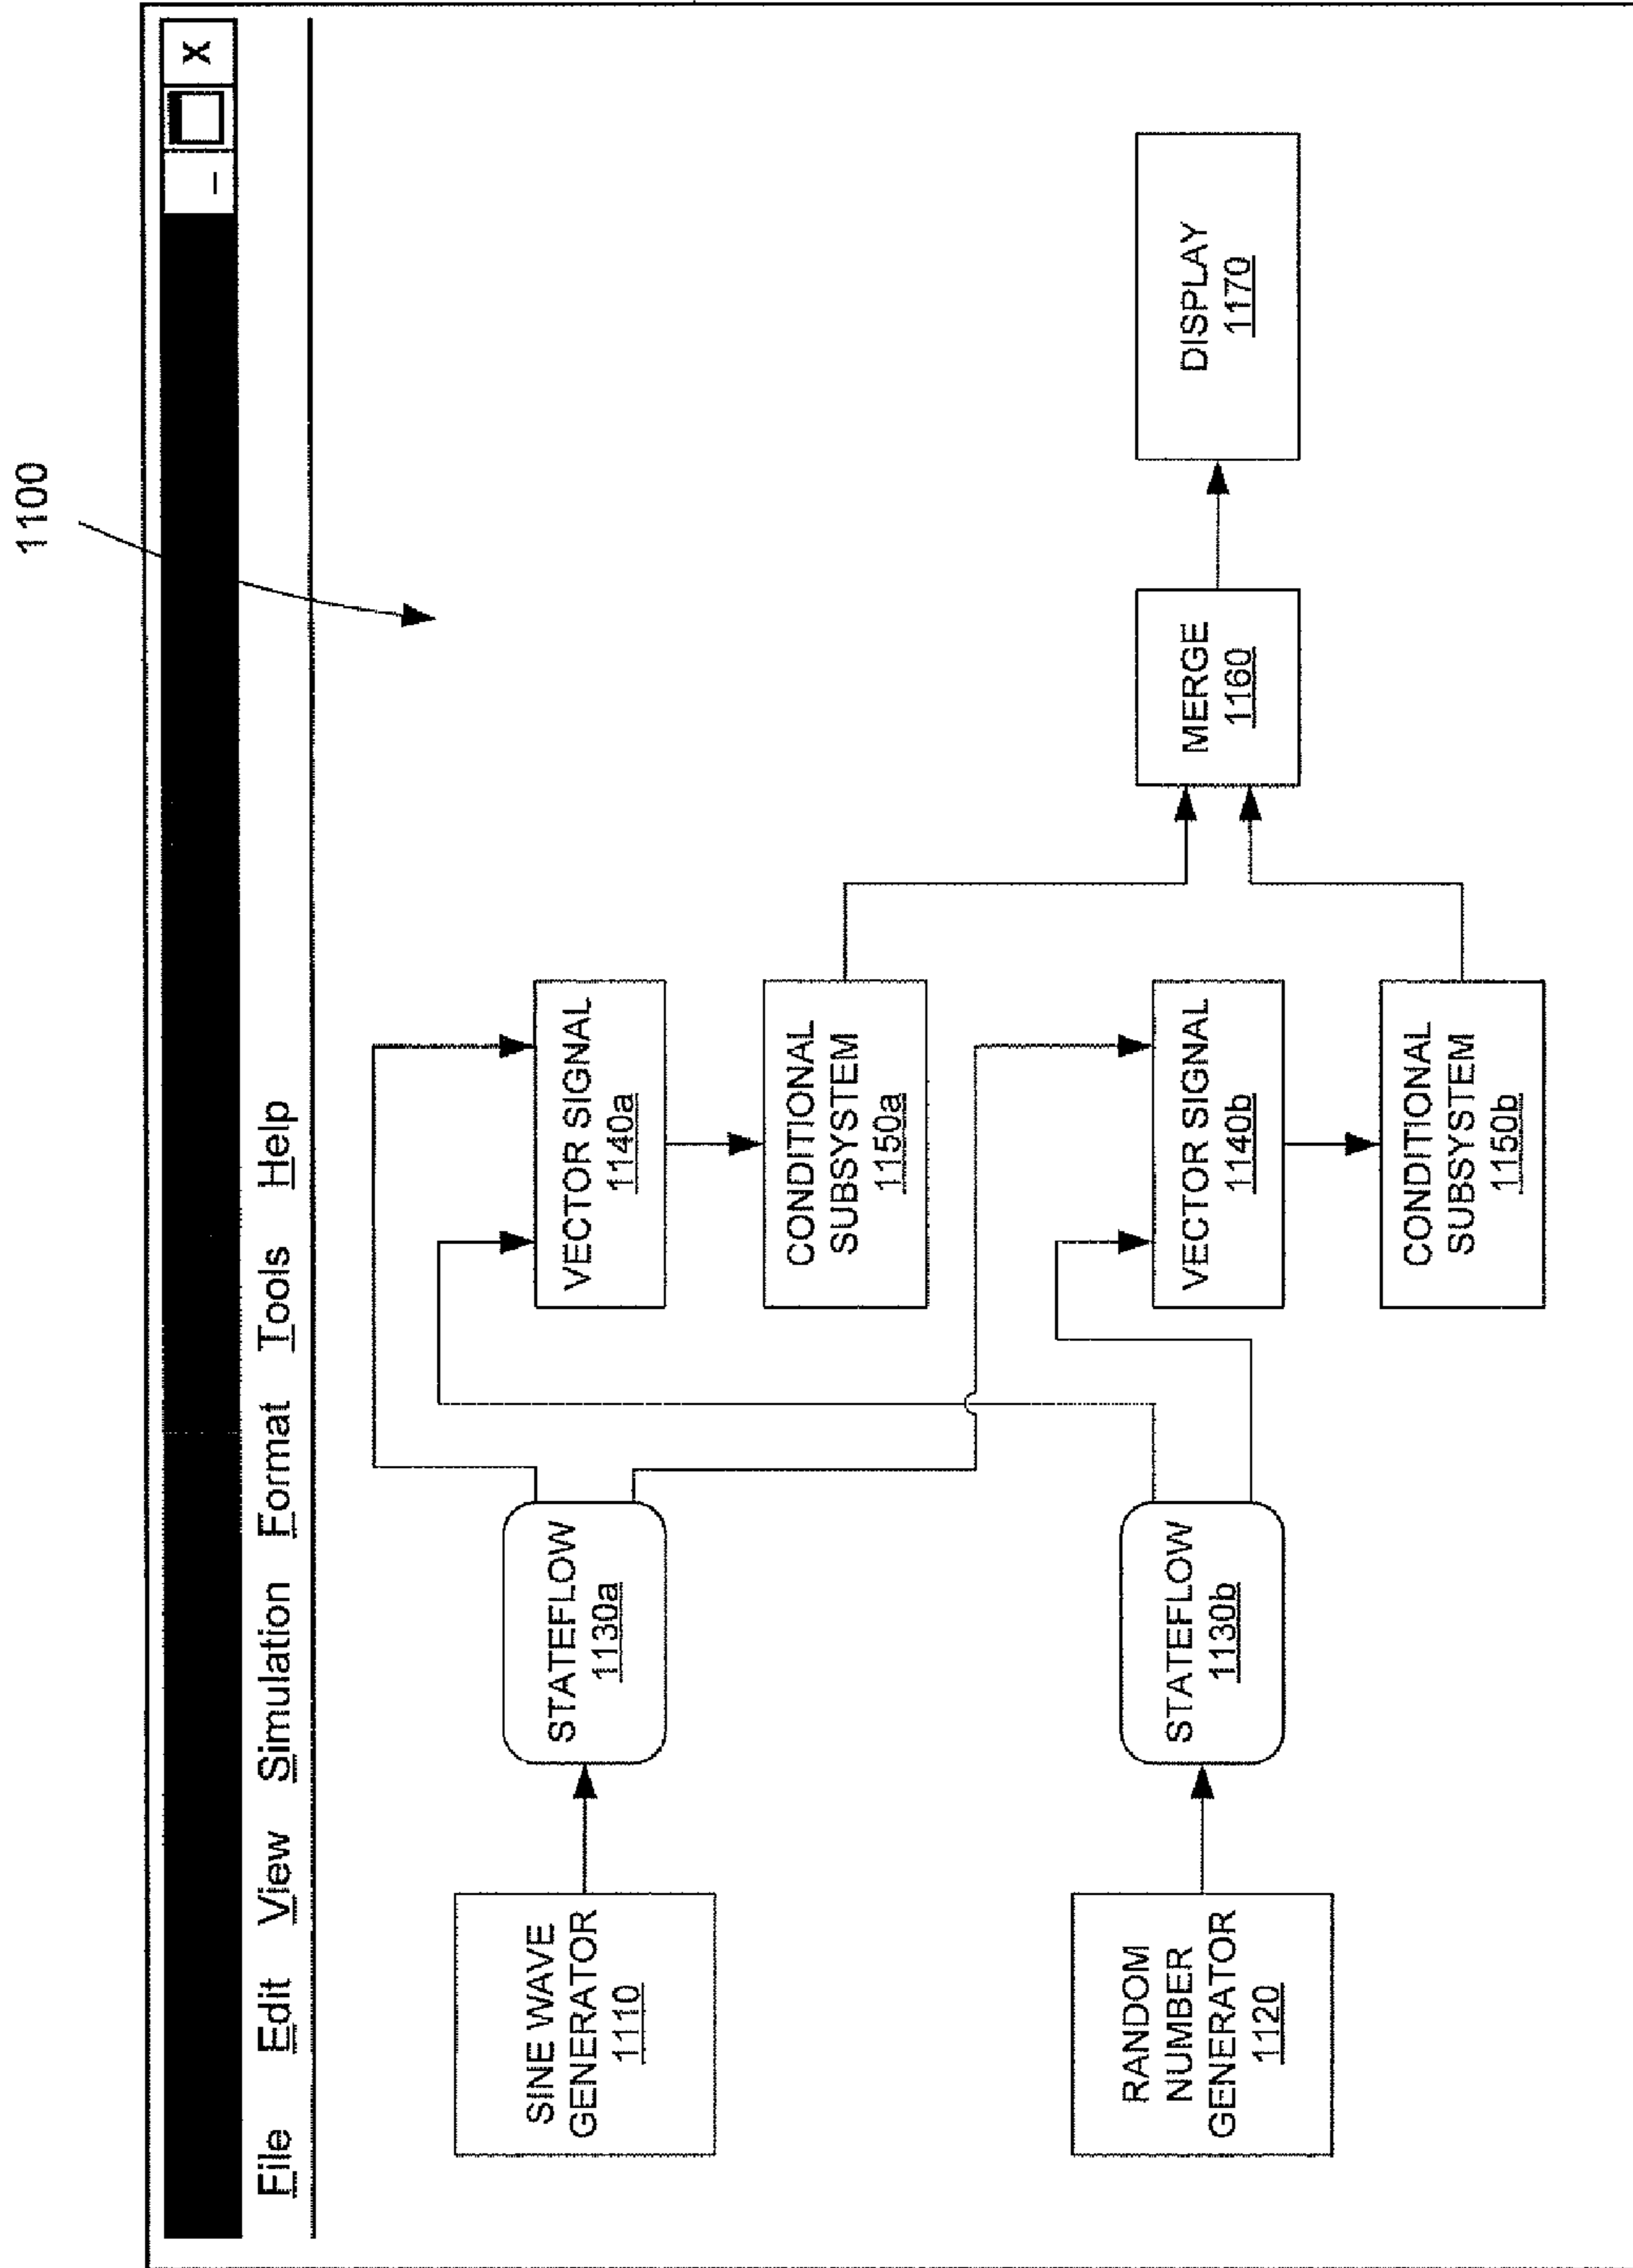 1100
– X
File Edit View Simulation Format Tools Help
SINE WAVE
GENERATOR
1110
STATEFLOW
1130a
VECTOR SIGNAL
1140a
CONDITIONAL
SUBSYSTEM
1150a
RANDOM
NUMBER
GENERATOR
1120
STATEFLOW
1130b
VECTOR SIGNAL
1140b
CONDITIONAL
SUBSYSTEM
1150b
MERGE
1160
DISPLAY
1170